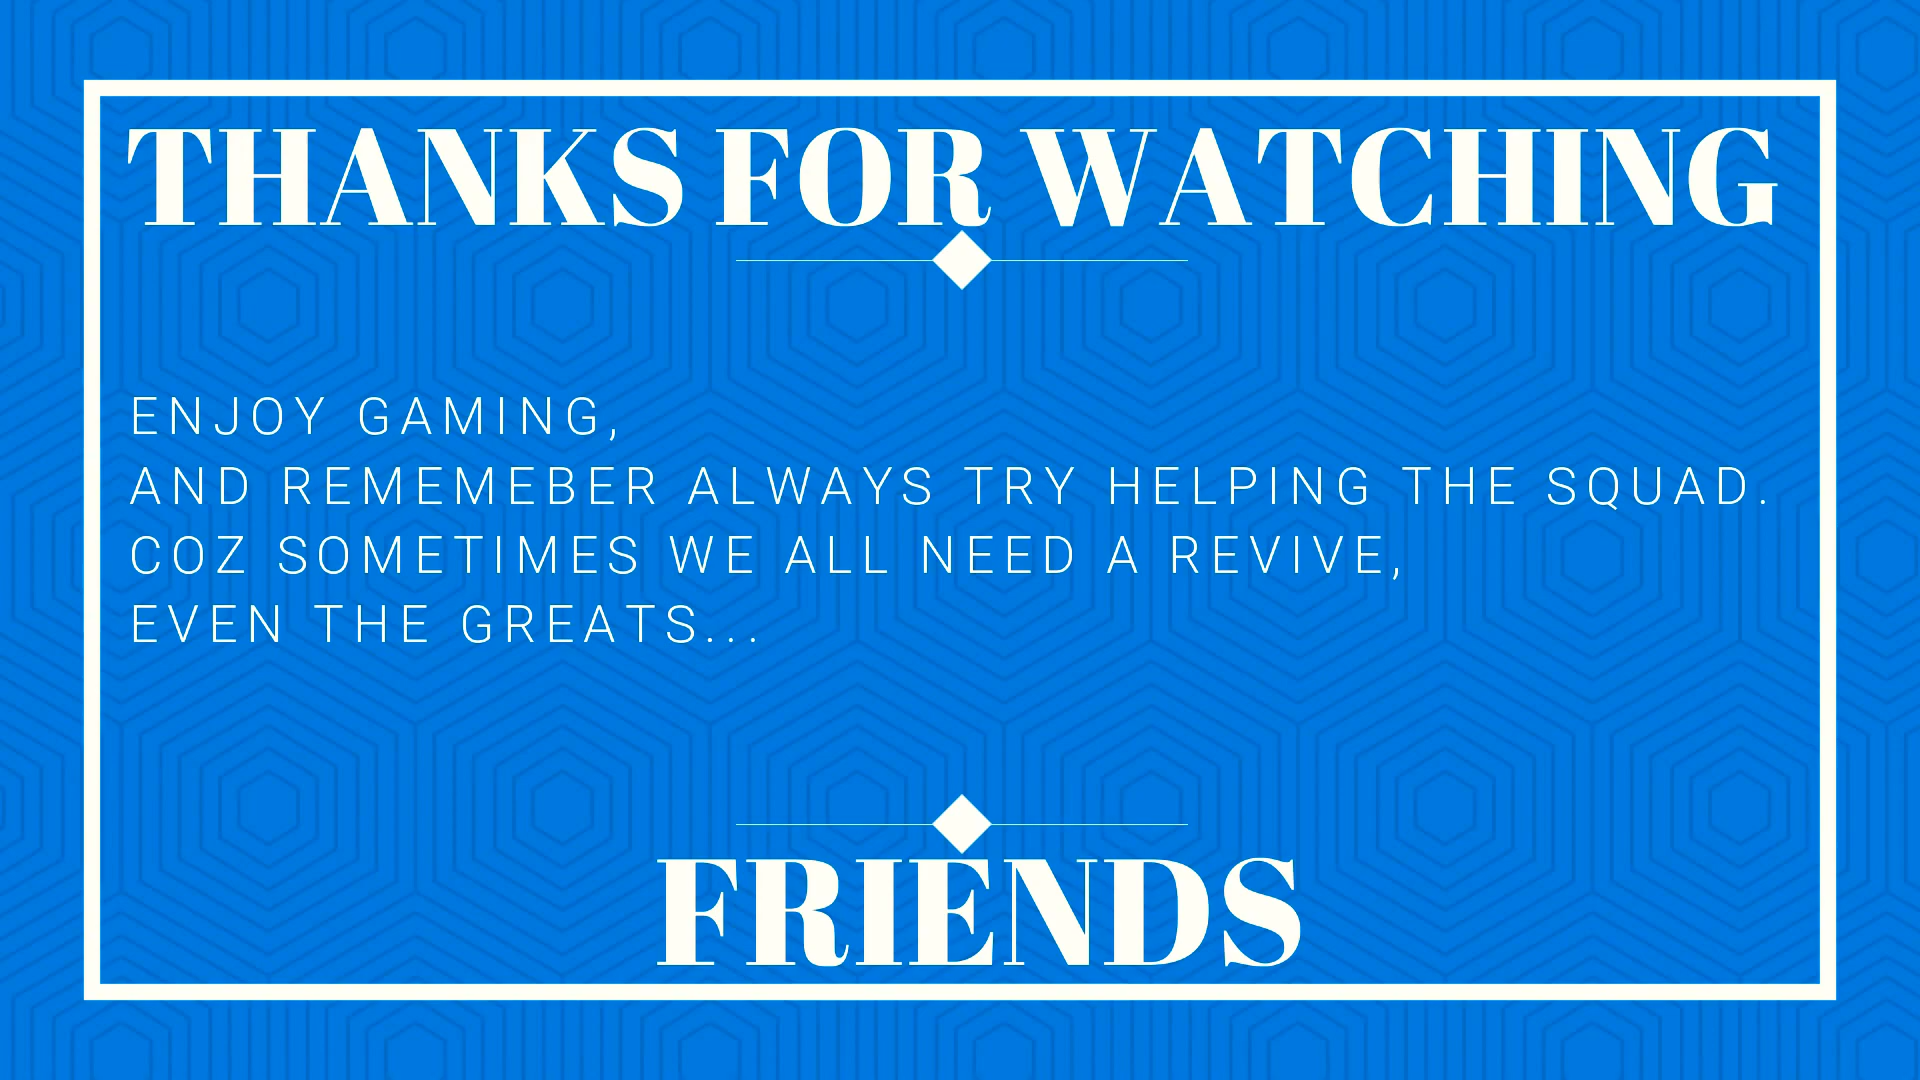 THANKS FOR WATCHING
ENJOY GAMING,
AND REMEMEBER ALWAYS TRY HELPING THE SQUAD.
COZ SOMETIMES WE ALL NEED A REVIVE,
EVEN THE GREATS...
FRIENDS